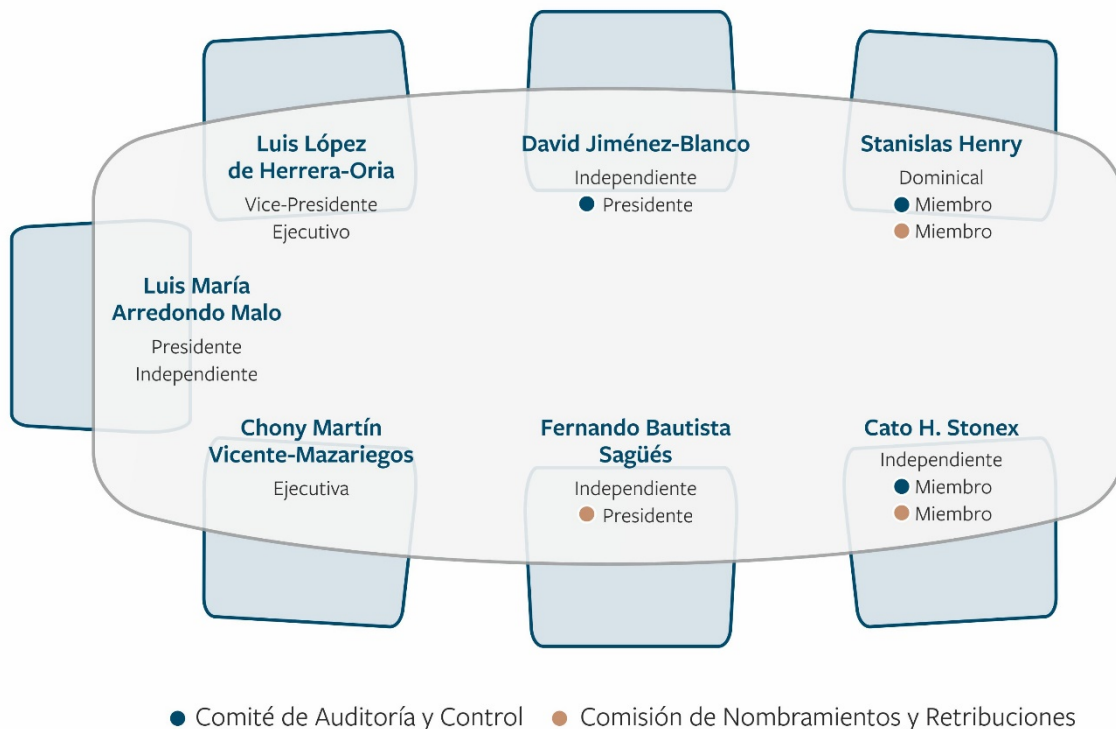 Luis López
de Herrera-Oria
Vice-Presidente
Ejecutivo
David Jiménez-Blanco
Independiente
Presidente
Stanislas Henry
Dominical
Miembro
Miembro
Luis María
Arredondo Malo
Presidente
Independiente
Chony Martín
Vicente-Mazariegos
Ejecutiva
Fernando Bautista
Sagüés
Independiente
Presidente
Cato H. Stonex
Independiente
Miembro
Miembro
Comité de Auditoría y Control
Comisión de Nombramientos y Retribuciones